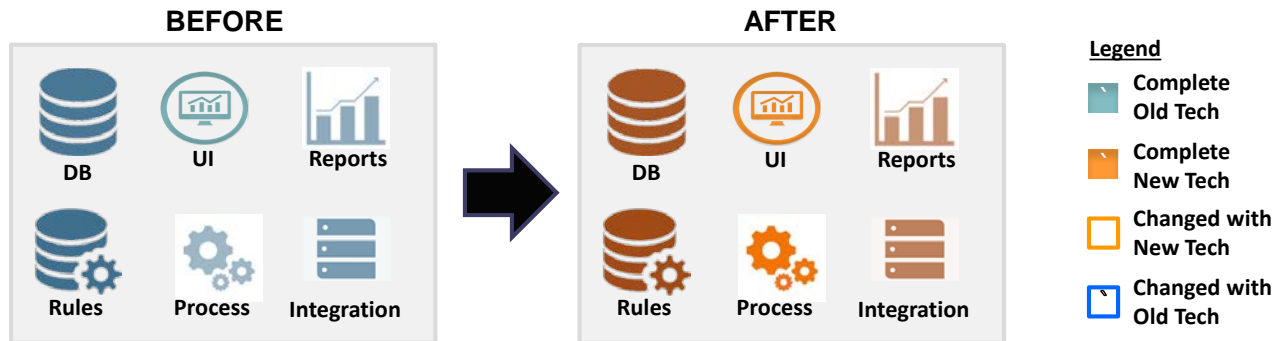 BEFORE
AFTER
DB
UI
Reports
Rules
Process
Integration
DB
UI
Reports
Rules
Process
Integration
Legend
Complete
Old Tech
Complete
New Tech
Changed with
New Tech
Changed with
Old Tech